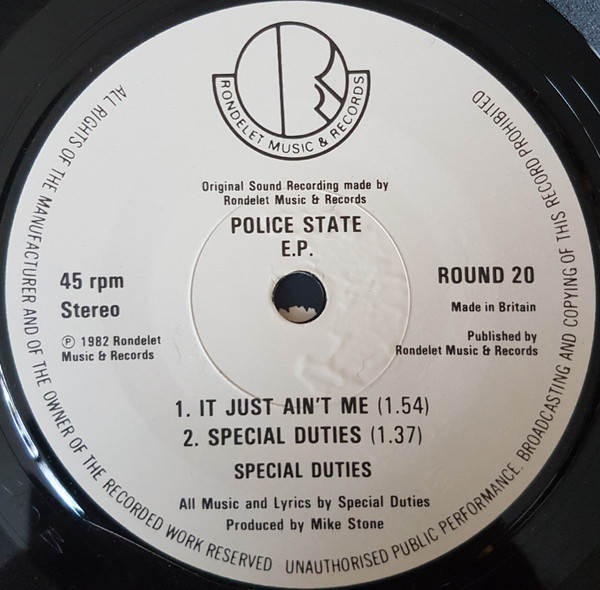 RONDELET MUSIC & RECORDS
Original Sound Recording made by
Rondelet Music & Records
POLICE STATE
E.P.
45 rpm
Stereo
ROUND 20
Made in Britain
℗ 1982 Rondelet
Music & Records
Published by
Rondelet Music & Records
1. IT JUST AIN'T ME (1.54)
2. SPECIAL DUTIES (1.37)
SPECIAL DUTIES
All Music and Lyrics by Special Duties
Produced by Mike Stone
ALL RIGHTS OF THE MANUFACTURER AND OF THE OWNER OF THE RECORDED WORK RESERVED UNAUTHORISED PUBLIC PERFORMANCE. BROADCASTING AND COPYING OF THIS RECORD PROHIBITED